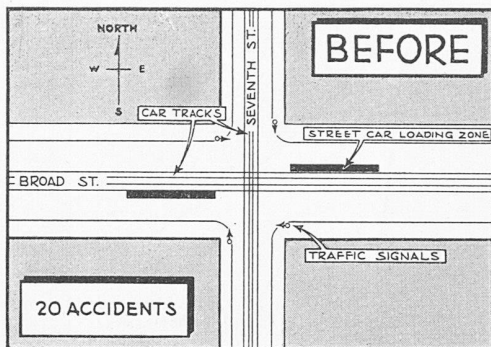 NORTH
W E
S
SEVENTH ST.
BEFORE
CAR TRACKS
STREET CAR LOADING ZONE
BROAD ST.
TRAFFIC SIGNALS
20 ACCIDENTS